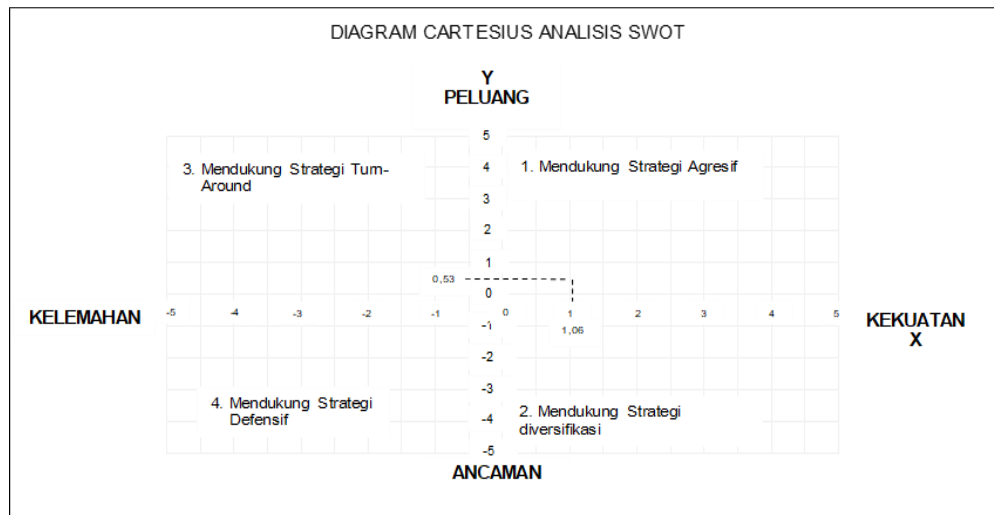 DIAGRAM CARTESIUS ANALISIS SWOT
Y
PELUANG
3. Mendukung Strategi Turn-
Around
1. Mendukung Strategi Agresif
5
4
3
2
1
0
-1
-2
-3
-4
-5
0,53
KELEMAHAN
-5 -4 -3 -2 -1 0 1 2 3 4 5
1,06
KEKUATAN
X
4. Mendukung Strategi
Defensif
2. Mendukung Strategi
diversifikasi
ANCAMAN